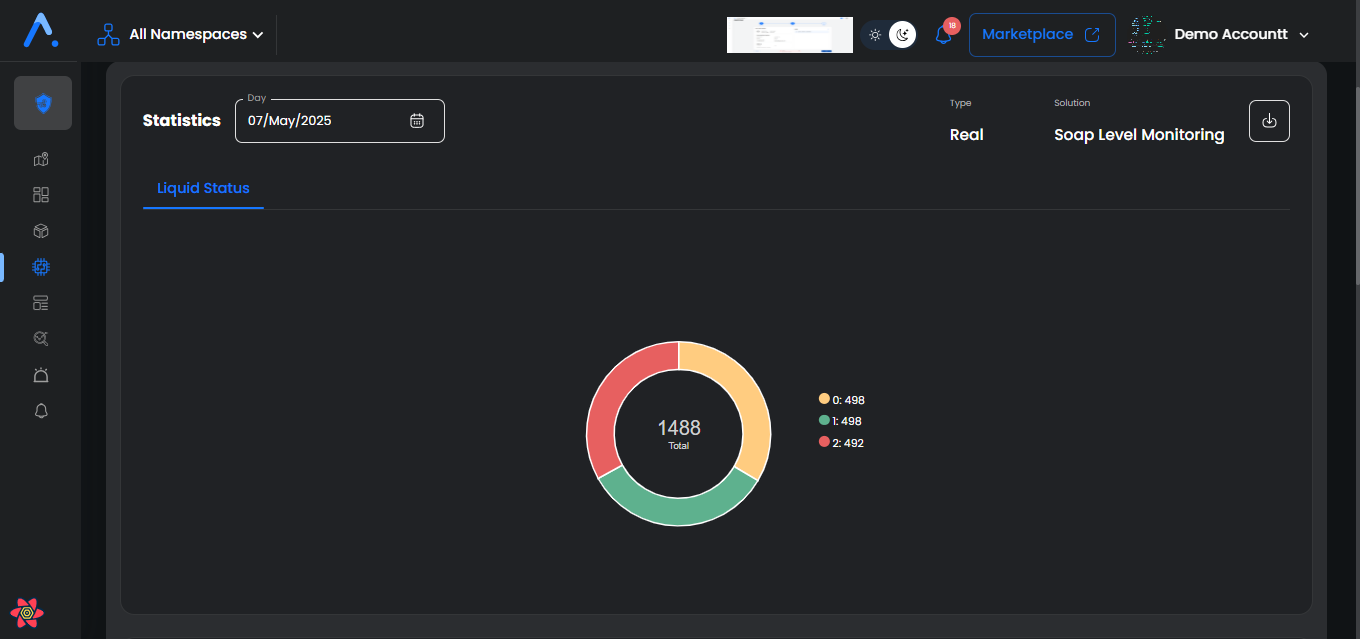 All Namespaces
18
Marketplace
Demo Accountt
Statistics
Day
07/May/2025
Type
Real
Solution
Soap Level Monitoring
Liquid Status
1488
Total
0: 498
1: 498
2: 492